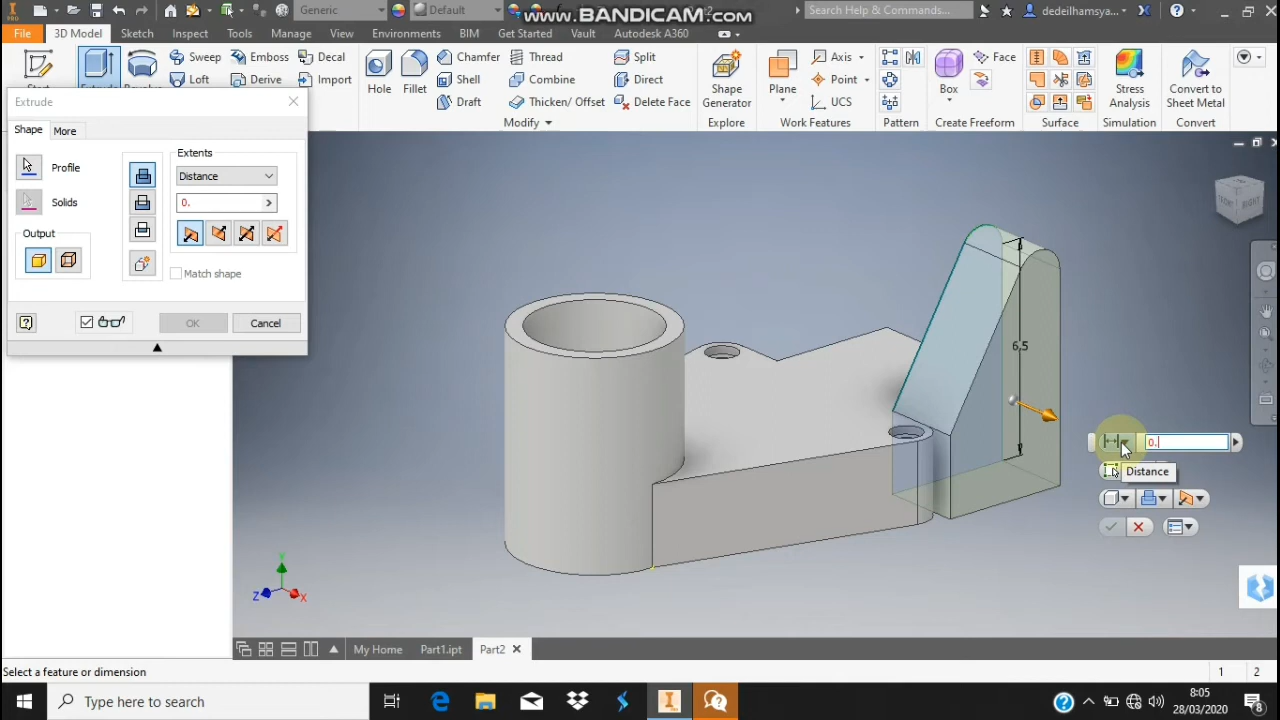 PRO
Generic
Default
www.BANDICAM.com
Search Help & Commands...
dedeilhamsya...
File
3D Model
Sketch
Inspect
Tools
Manage
View
Environments
BIM
Get Started
Vault
Autodesk A360
Sweep
Emboss
Decal
Loft
Derive
Import
Hole
Fillet
Chamfer
Shell
Draft
Thread
Combine
Thicken/ Offset
Split
Direct
Delete Face
Modify
Shape
Generator
Explore
Plane
Axis
Point
UCS
Work Features
Pattern
Box
Face
Create Freeform
Surface
Stress
Analysis
Simulation
Convert to
Sheet Metal
Convert
Extrude
Shape
More
Profile
Solids
Output
Extents
Distance
0.
Match shape
OK
Cancel
6,5
0.
Distance
FRONT
RIGHT
Y
Z
X
My Home
Part1.ipt
Part2
Select a feature or dimension
1
2
Type here to search
8:05
28/03/2020
8